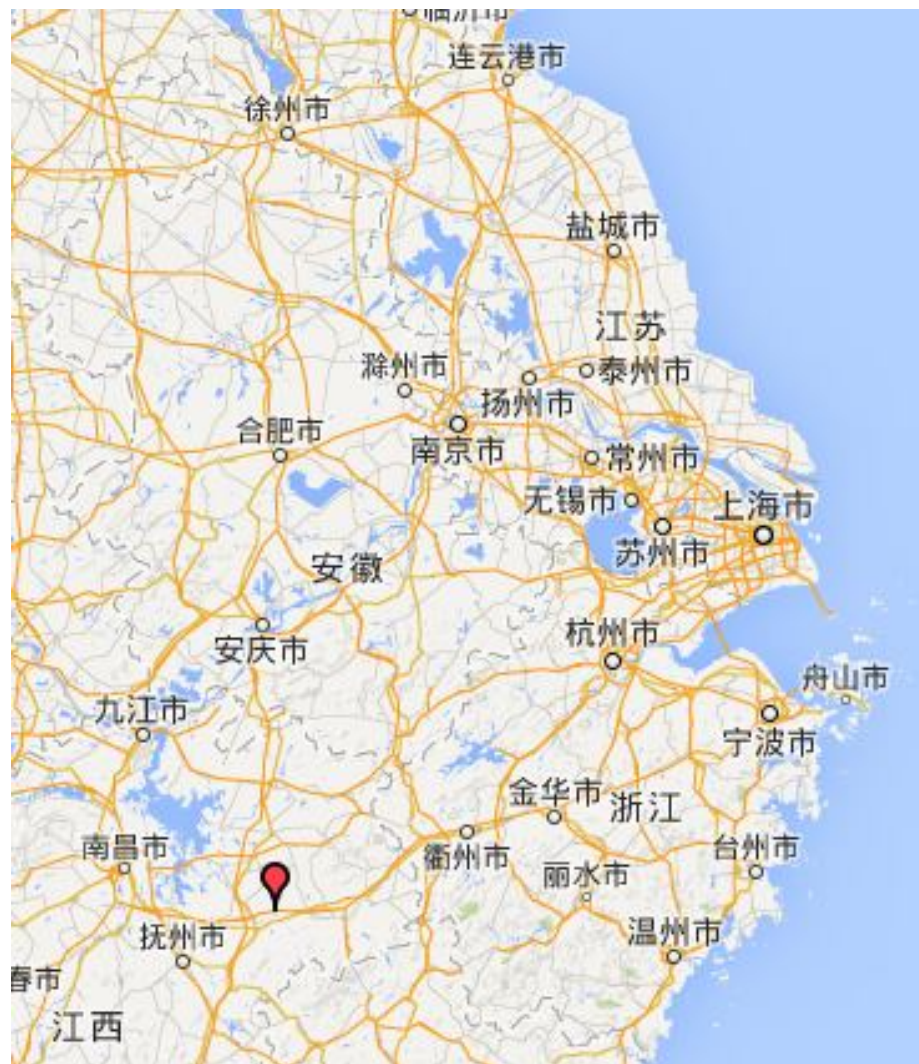 临沂市
连云港市
徐州市
盐城市
江苏
滁州市
泰州市
扬州市
合肥市
南京市
常州市
无锡市
上海市
苏州市
安徽
杭州市
安庆市
舟山市
九江市
宁波市
金华市
浙江
南昌市
衢州市
台州市
丽水市
抚州市
温州市
春市
江西